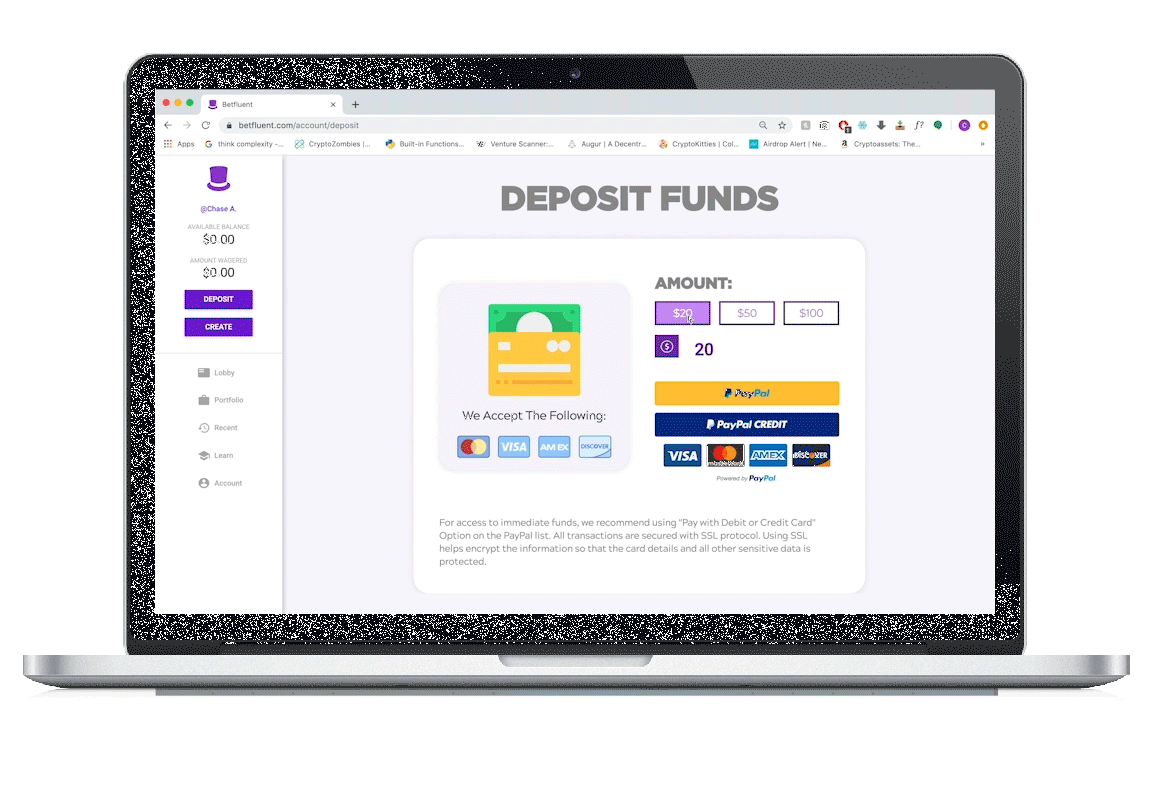 Betfluent
betfluent.com/account/deposit
Apps
think complexity -...
CryptoZombies |...
Built-in Functions...
Venture Scanner:...
Augur | A Decentr...
CryptoKitties | Col...
Airdrop Alert | Ne...
Cryptoassets: The...
@Chase A.
AVAILABLE BALANCE
$0.00
AMOUNT WAGERED
$0.00
DEPOSIT
CREATE
Lobby
Portfolio
Recent
Learn
Account
DEPOSIT FUNDS
We Accept The Following:
VISA
AM EX
DISCOVER
AMOUNT:
$20
$50
$100
20
PayPal
PayPal CREDIT
VISA
mastercard
AMEX
DISCOVER
Powered by PayPal
For access to immediate funds, we recommend using "Pay with Debit or Credit Card"
Option on the PayPal list. All transactions are secured with SSL protocol. Using SSL
helps encrypt the information so that the card details and all other sensitive data is
protected.